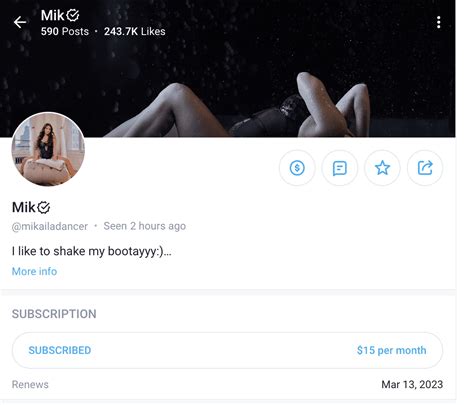 Mik
590 Posts • 243.7K Likes
Mik
@mikailadancer • Seen 2 hours ago
I like to shake my bootayyy:)…
More info
SUBSCRIPTION
SUBSCRIBED $15 per month
Renews Mar 13, 2023